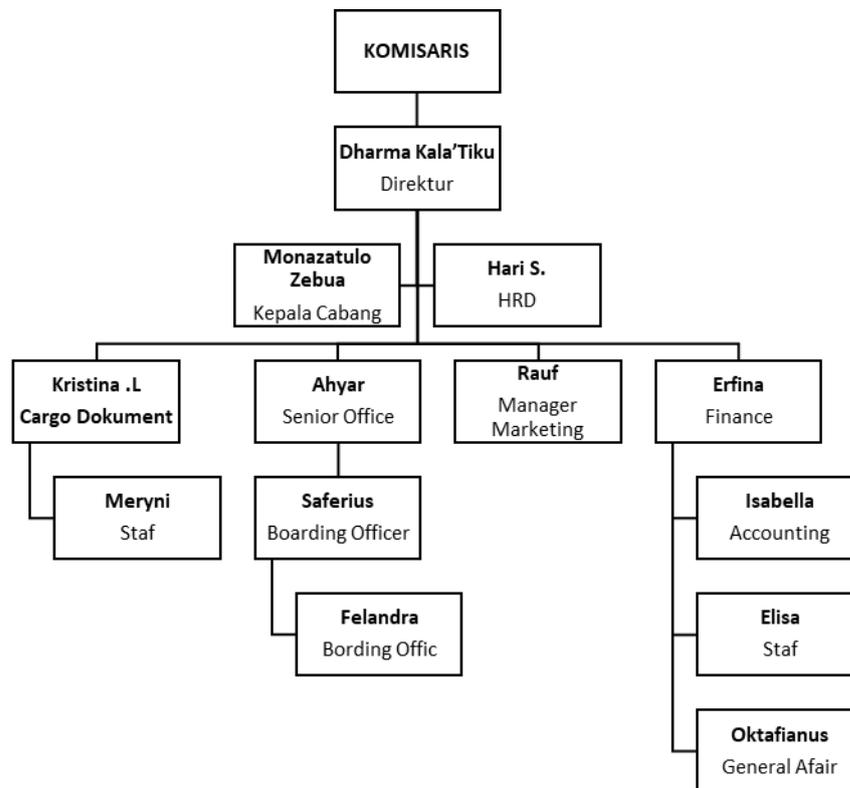 KOMISARIS
Dharma Kala'Tiku
Direktur
Monazatulo
Zebua
Kepala Cabang
Hari S.
HRD
Kristina .L
Cargo Dokument
Ahyar
Senior Office
Rauf
Manager
Marketing
Erfina
Finance
Meryni
Staf
Saferius
Boarding Officer
Isabella
Accounting
Felandra
Bording Offic
Elisa
Staf
Oktafianus
General Afair